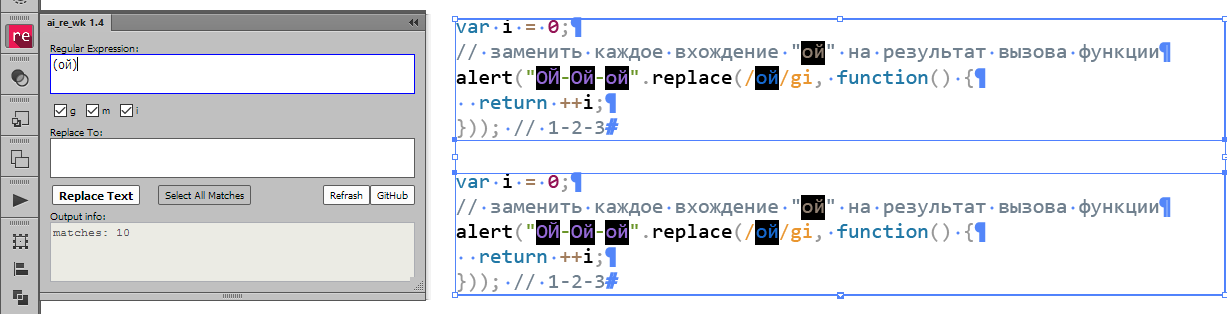 ai_re_wk 1.4
re
Regular Expression:
(ой)
g m i
Replace To:
Replace Text Select All Matches Refrash GitHub
Output info:
matches: 10
var·i·=·0;¶
//·заменить·каждое·вхождение·"ой"·на·результат·вызова·функции¶
alert("ОЙ-Ой-ой".replace(/ой/gi,·function()·{¶
··return·++i;¶
}));·//·1-2-3#
var·i·=·0;¶
//·заменить·каждое·вхождение·"ой"·на·результат·вызова·функции¶
alert("ОЙ-Ой-ой".replace(/ой/gi,·function()·{¶
··return·++i;¶
}));·//·1-2-3#